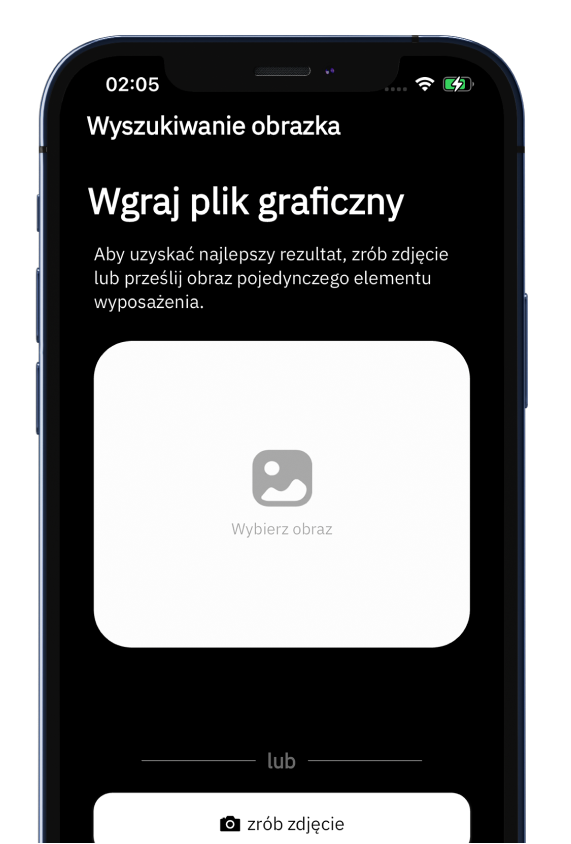 02:05
Wyszukiwanie obrazka
Wgraj plik graficzny
Aby uzyskać najlepszy rezultat, zrób zdjęcie
lub prześlij obraz pojedynczego elementu
wyposażenia.
Wybierz obraz
lub
zrób zdjęcie